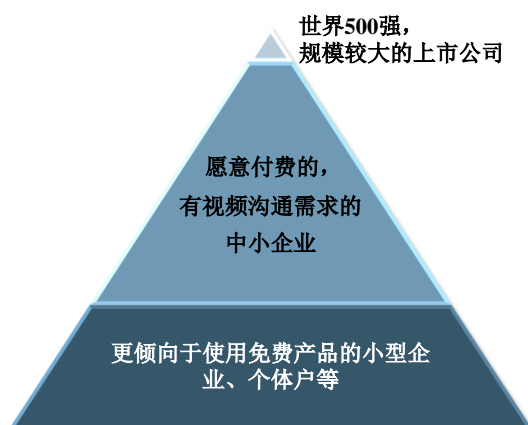 世界500强，
规模较大的上市公司
愿意付费的，
有视频沟通需求的
中小企业
更倾向于使用免费产品的小型企
业、个体户等